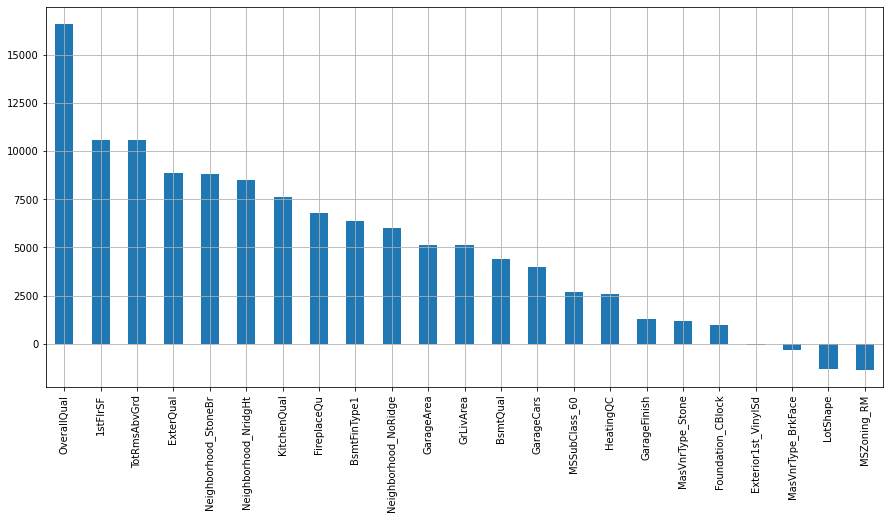 15000
12500
10000
7500
5000
2500
0
OverallQual
1stFlrSF
TotRmsAbvGrd
ExterQual
Neighborhood_StoneBr
Neighborhood_NridgHt
KitchenQual
FireplaceQu
BsmtFinType1
Neighborhood_NoRidge
GarageArea
GrLivArea
BsmtQual
GarageCars
MSSubClass_60
HeatingQC
GarageFinish
MasVnrType_Stone
Foundation_CBlock
Exterior1st_VinylSd
MasVnrType_BrkFace
LotShape
MSZoning_RM